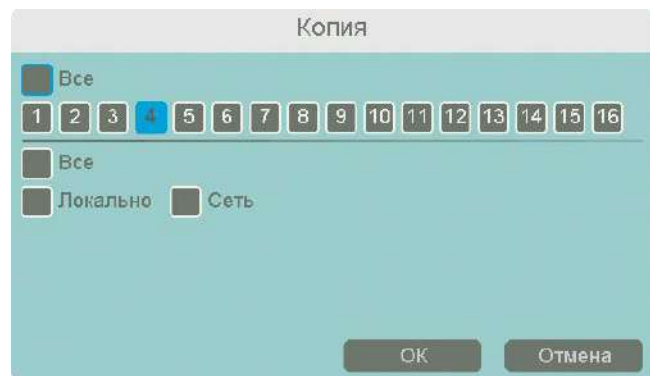 Копия
Все
1 2 3 4 5 6 7 8 9 10 11 12 13 14 15 16
Все
Локально Сеть
ОК Отмена